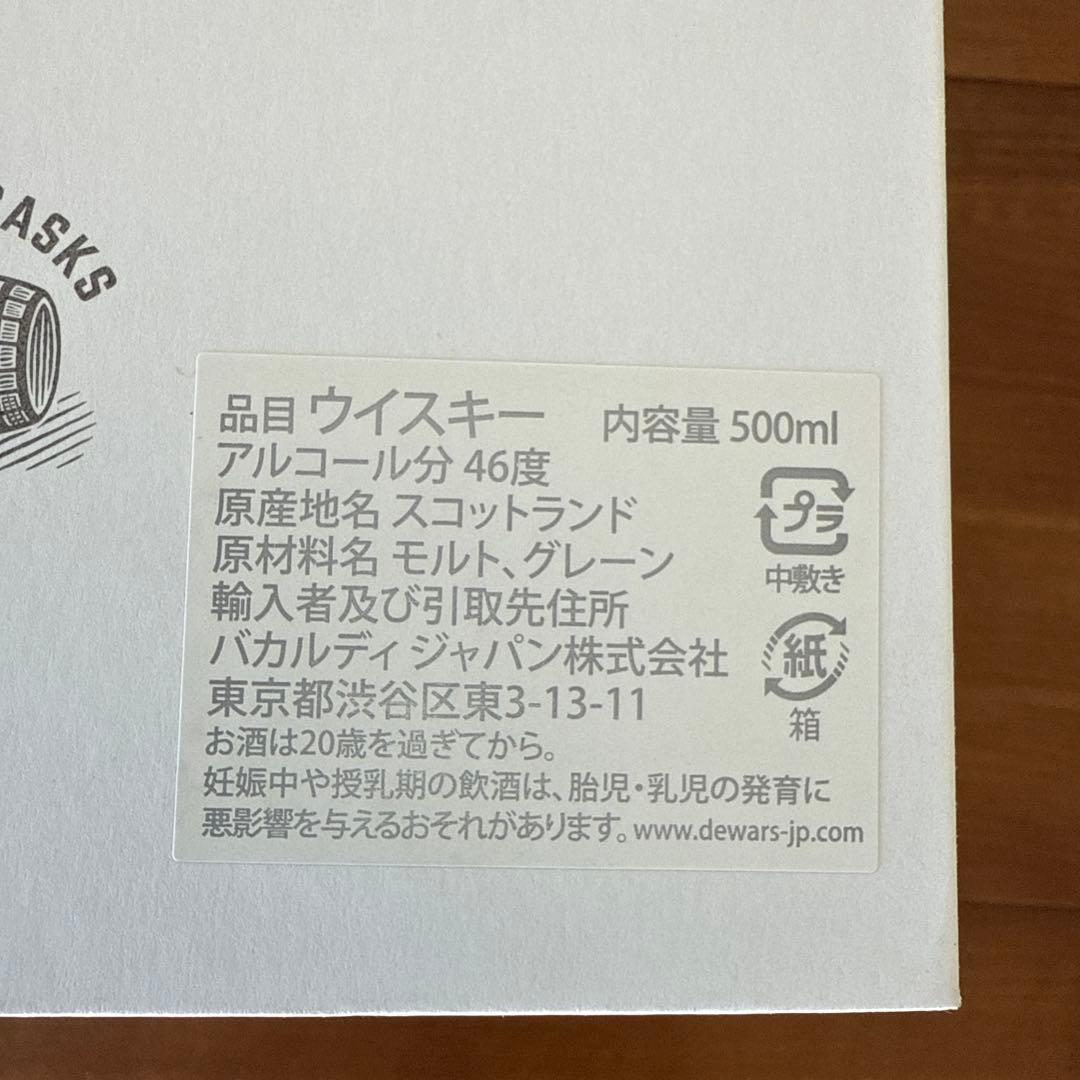 CASKS
品目 ウイスキー 内容量 500ml
アルコール分 46度
原産地名 スコットランド
原材料名 モルト、グレーン
輸入者及び引取先住所
バカルディ ジャパン株式会社
東京都渋谷区東3-13-11
お酒は20歳を過ぎてから。
妊娠中や授乳期の飲酒は、胎児・乳児の発育に
悪影響を与えるおそれがあります。www.dewars-jp.com
プラ
中敷き
紙
箱